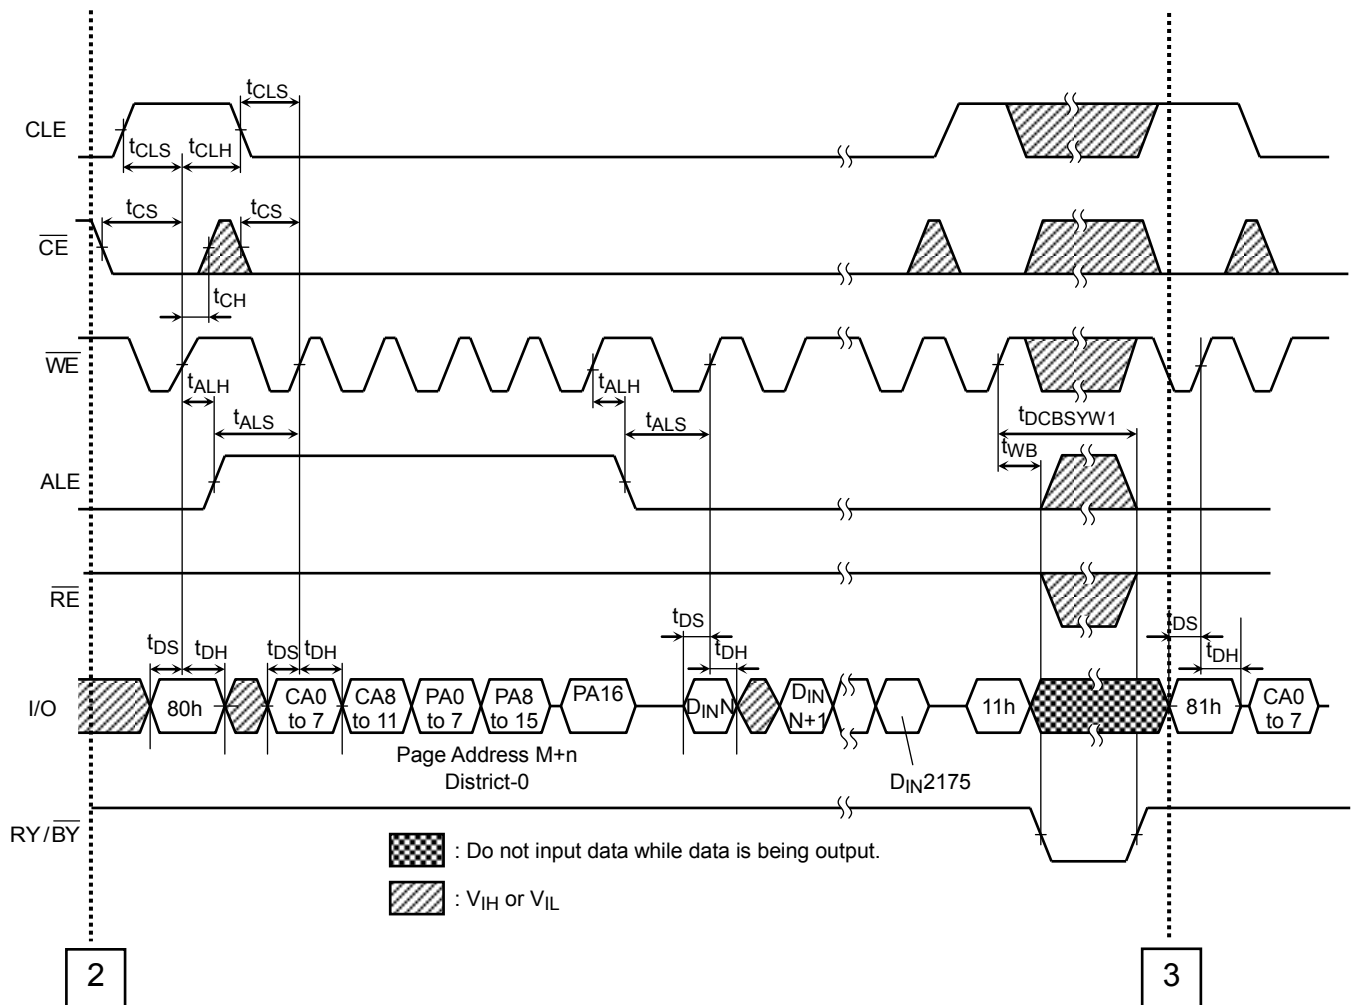 tCLS
CLE
tCLS tCLH
tCS tCS
CE
tCH
WE
tALH tALH
tALS tALS tDCBSYW1
tWB
ALE
RE
tDS tDH tDS tDH tDS tDH tDS tDH
I/O
80h
CA0
to 7
CA8
to 11
PA0
to 7
PA8
to 15
PA16
DINN
DIN
N+1
11h
81h
CA0
to 7
Page Address M+n
District-0
DIN2175
RY/BY
: Do not input data while data is being output.
: VIH or VIL
2 3